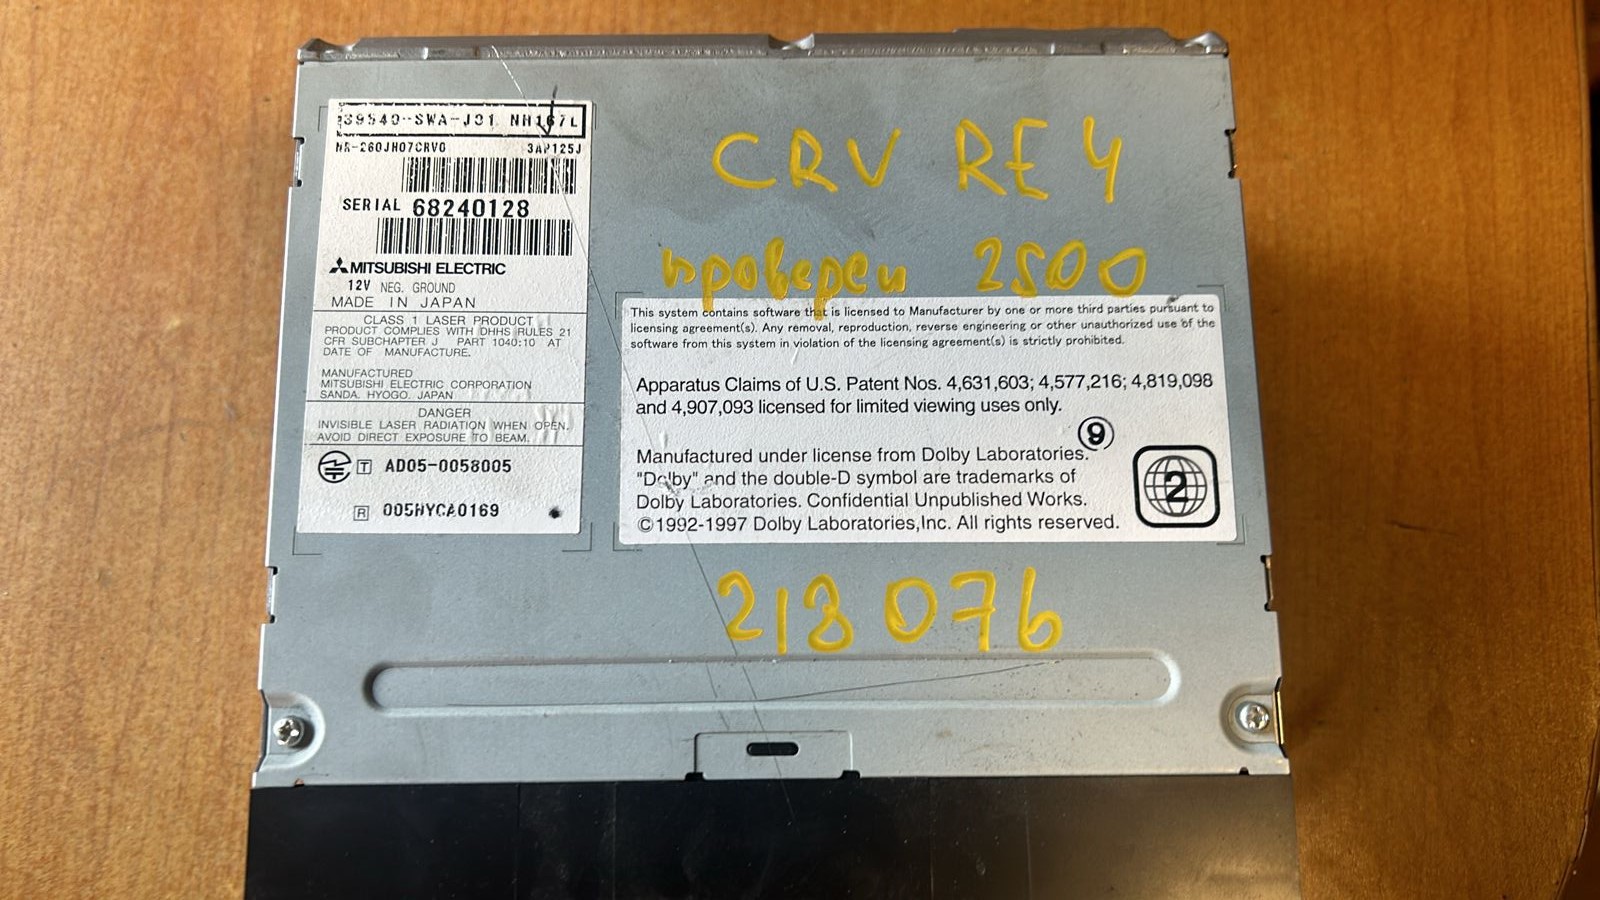 39540-SWA-J01 NH167L
NR-260JH07CRV0 3AP125J
SERIAL 68240128
MITSUBISHI ELECTRIC
12V NEG. GROUND
MADE IN JAPAN
CLASS 1 LASER PRODUCT
PRODUCT COMPLIES WITH DHHS RULES 21
CFR SUBCHAPTER J PART 1040:10 AT
DATE OF MANUFACTURE.
MANUFACTURED
MITSUBISHI ELECTRIC CORPORATION
SANDA. HYOGO. JAPAN
DANGER
INVISIBLE LASER RADIATION WHEN OPEN.
AVOID DIRECT EXPOSURE TO BEAM.
T AD05-0058005
R 005HYCA0169
CRV RE4
проверен 2500
This system contains software that is licensed to Manufacturer by one or more third parties pursuant to
licensing agreement(s). Any removal, reproduction, reverse engineering or other unauthorized use of the
software from this system in violation of the licensing agreement(s) is strictly prohibited.
Apparatus Claims of U.S. Patent Nos. 4,631,603; 4,577,216; 4,819,098
and 4,907,093 licensed for limited viewing uses only.
9
Manufactured under license from Dolby Laboratories.
"Dolby" and the double-D symbol are trademarks of
Dolby Laboratories. Confidential Unpublished Works.
©1992-1997 Dolby Laboratories,Inc. All rights reserved.
2
213076